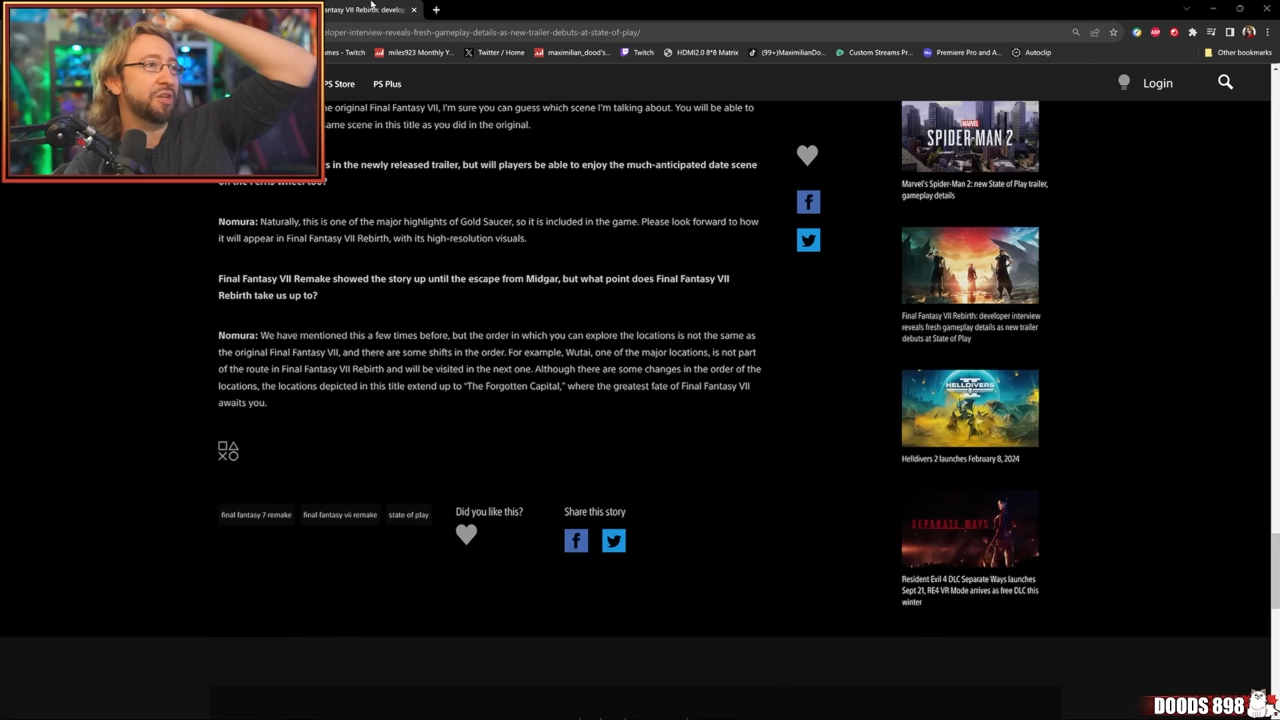 antasy VII Rebirth: develop
eloper-interview-reveals-fresh-gameplay-details-as-new-trailer-debuts-at-state-of-play/
ames - Twitch
miles923 Monthly Y...
Twitter / Home
maximilian_dood's...
Twitch
HDMI2.0 8*8 Matrix
(99+)MaximilianDo...
Custom Streams Pr...
Premiere Pro and A...
Autoclip
Other bookmarks
PS Store
PS Plus
Login
e original Final Fantasy VII, I'm sure you can guess which scene I'm talking about. You will be able to
ame scene in this title as you did in the original.
rs in the newly released trailer, but will players be able to enjoy the much-anticipated date scene
on the Ferris wheel too?
Nomura: Naturally, this is one of the major highlights of Gold Saucer, so it is included in the game. Please look forward to how
it will appear in Final Fantasy VII Rebirth, with its high-resolution visuals.
Final Fantasy VII Remake showed the story up until the escape from Midgar, but what point does Final Fantasy VII
Rebirth take us up to?
Nomura: We have mentioned this a few times before, but the order in which you can explore the locations is not the same as
the original Final Fantasy VII, and there are some shifts in the order. For example, Wutai, one of the major locations, is not part
of the route in Final Fantasy VII Rebirth and will be visited in the next one. Although there are some changes in the order of the
locations, the locations depicted in this title extend up to "The Forgotten Capital," where the greatest fate of Final Fantasy VII
awaits you.
final fantasy 7 remake
final fantasy vii remake
state of play
Did you like this?
Share this story
MARVEL
SPIDER-MAN 2
Marvel's Spider-Man 2: new State of Play trailer,
gameplay details
Final Fantasy VII Rebirth: developer interview
reveals fresh gameplay details as new trailer
debuts at State of Play
HELLDIVERS
Helldivers 2 launches February 8, 2024
SEPARATE WAYS
Resident Evil 4 DLC Separate Ways launches
Sept 21, RE4 VR Mode arrives as free DLC this
winter
DOODS 898